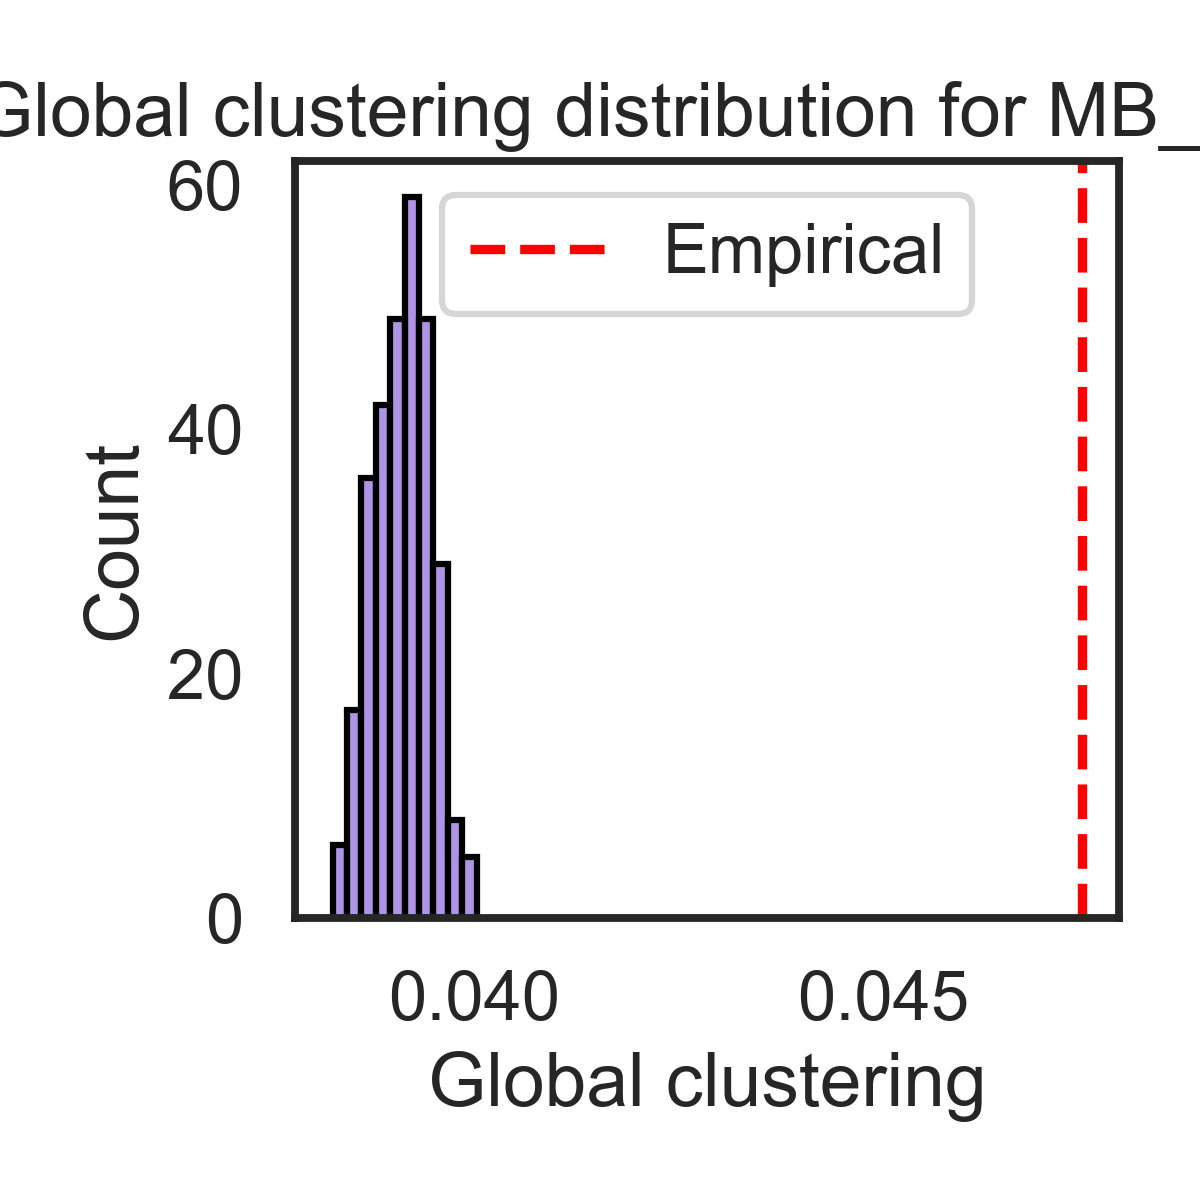 Global clustering distribution for MB_
Empirical
60
40
20
0
Count
0.040 0.045
Global clustering